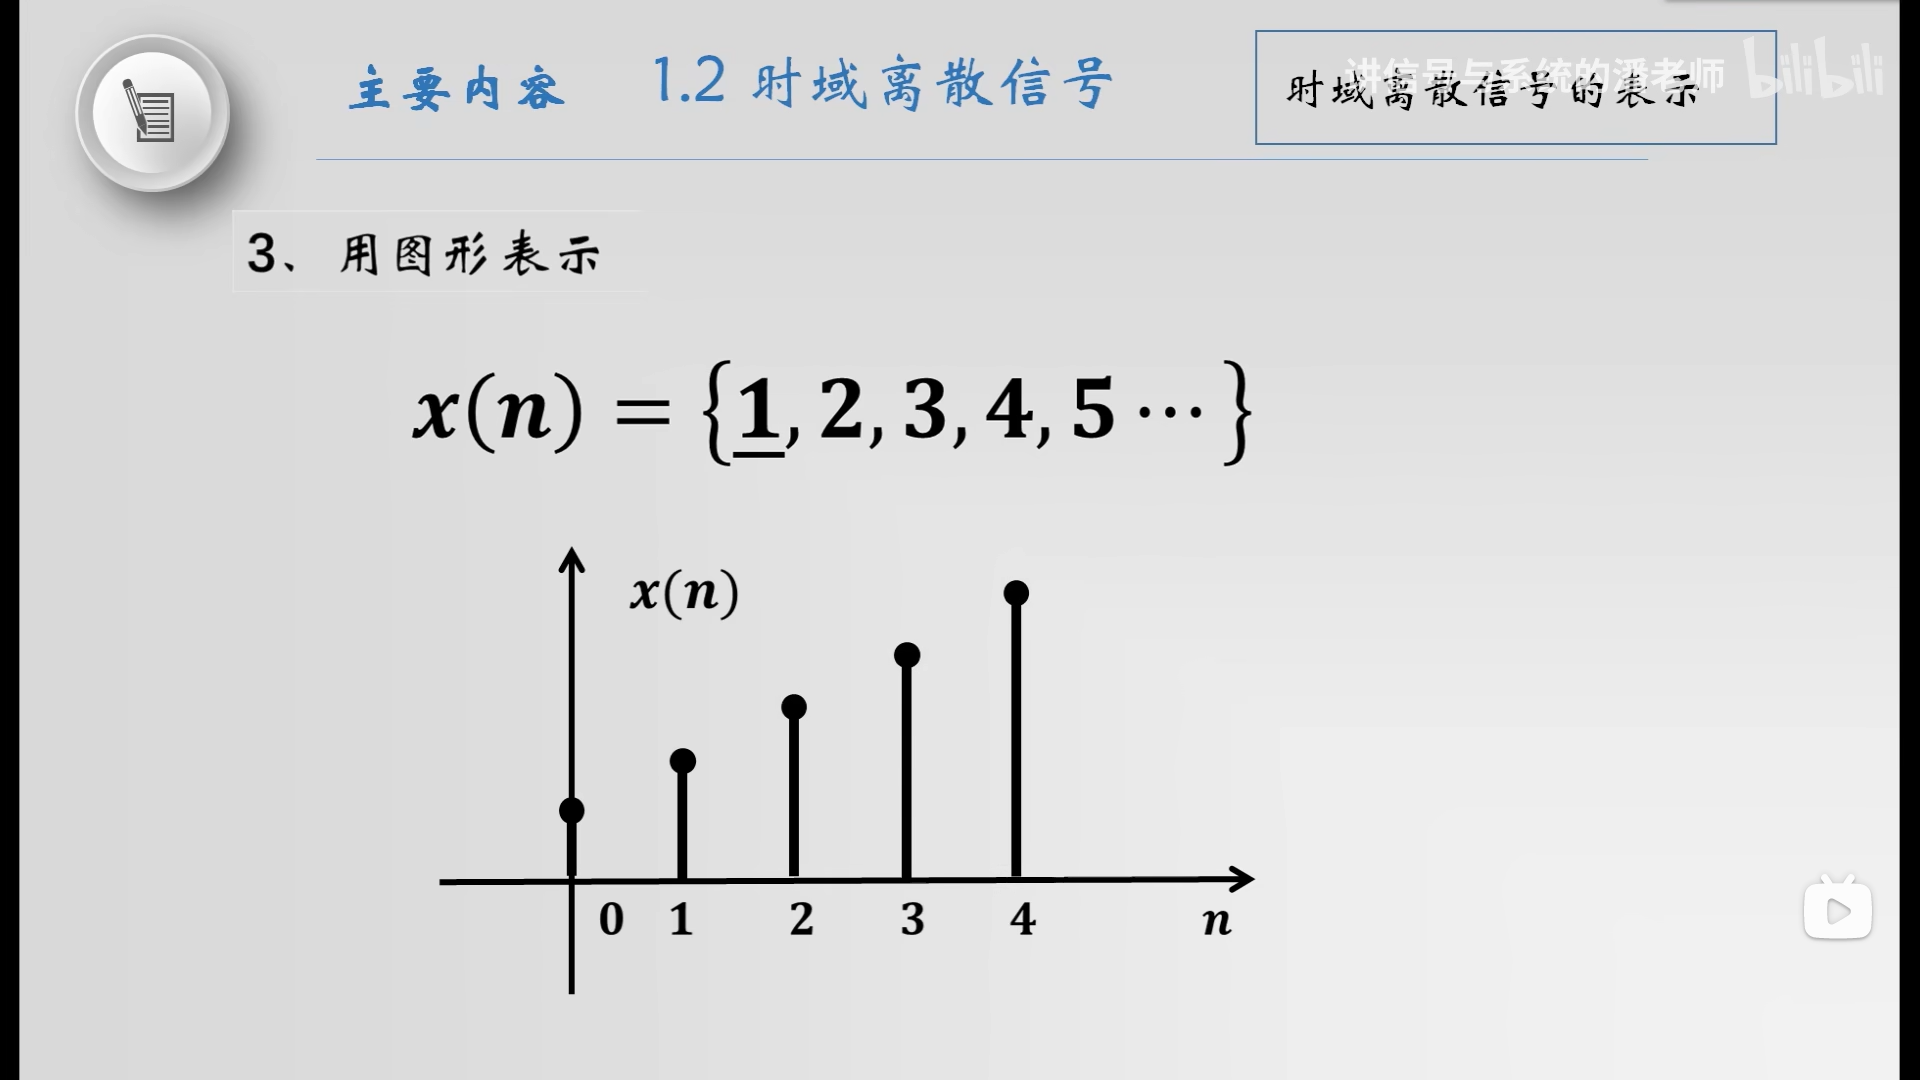 主要内容 1.2 时域离散信号
时域离散信号的表示
讲信号与系统的潘老师 bilibili
3、用图形表示
x(n) = {1, 2, 3, 4, 5 ⋯ }
x(n)
0 1 2 3 4 n